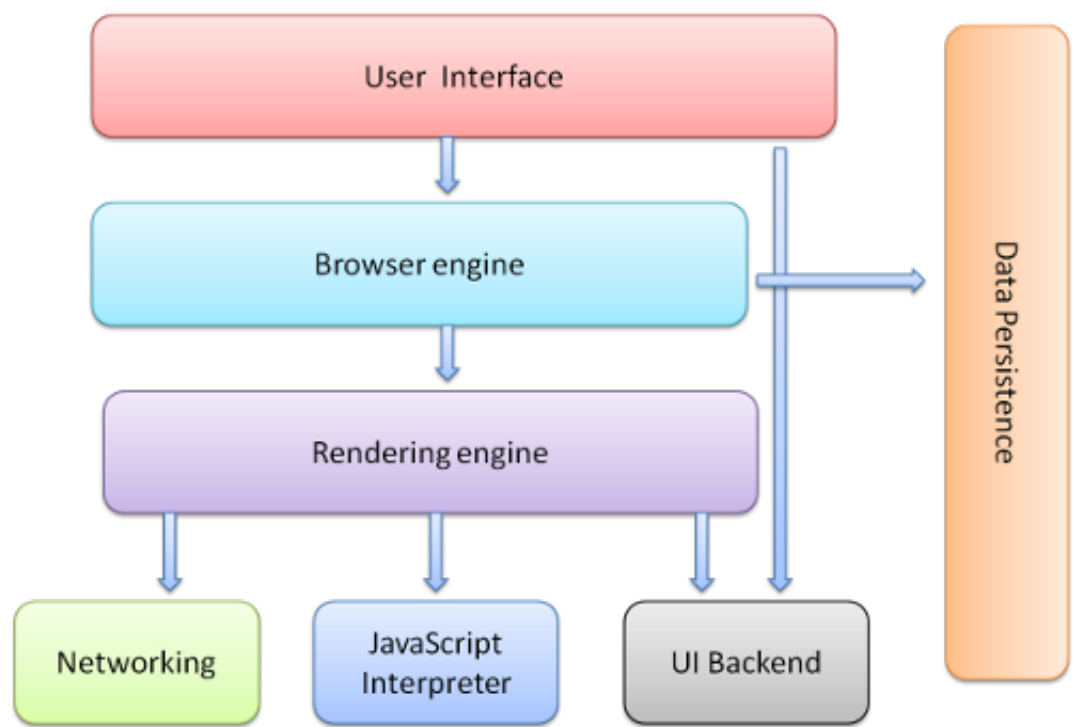 User Interface
Browser engine
Data Persistence
Rendering engine
Networking
JavaScript
Interpreter
UI Backend